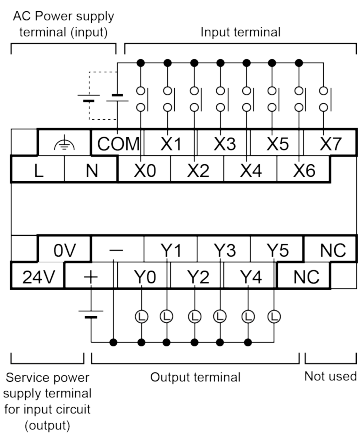 AC Power supply
terminal (input)
Input terminal
COM X1 X3 X5 X7
L N X0 X2 X4 X6
0V — Y1 Y3 Y5 NC
24V + Y0 Y2 Y4 NC
L L L L L L
Service power
supply terminal
for input circuit
(output)
Output terminal
Not used